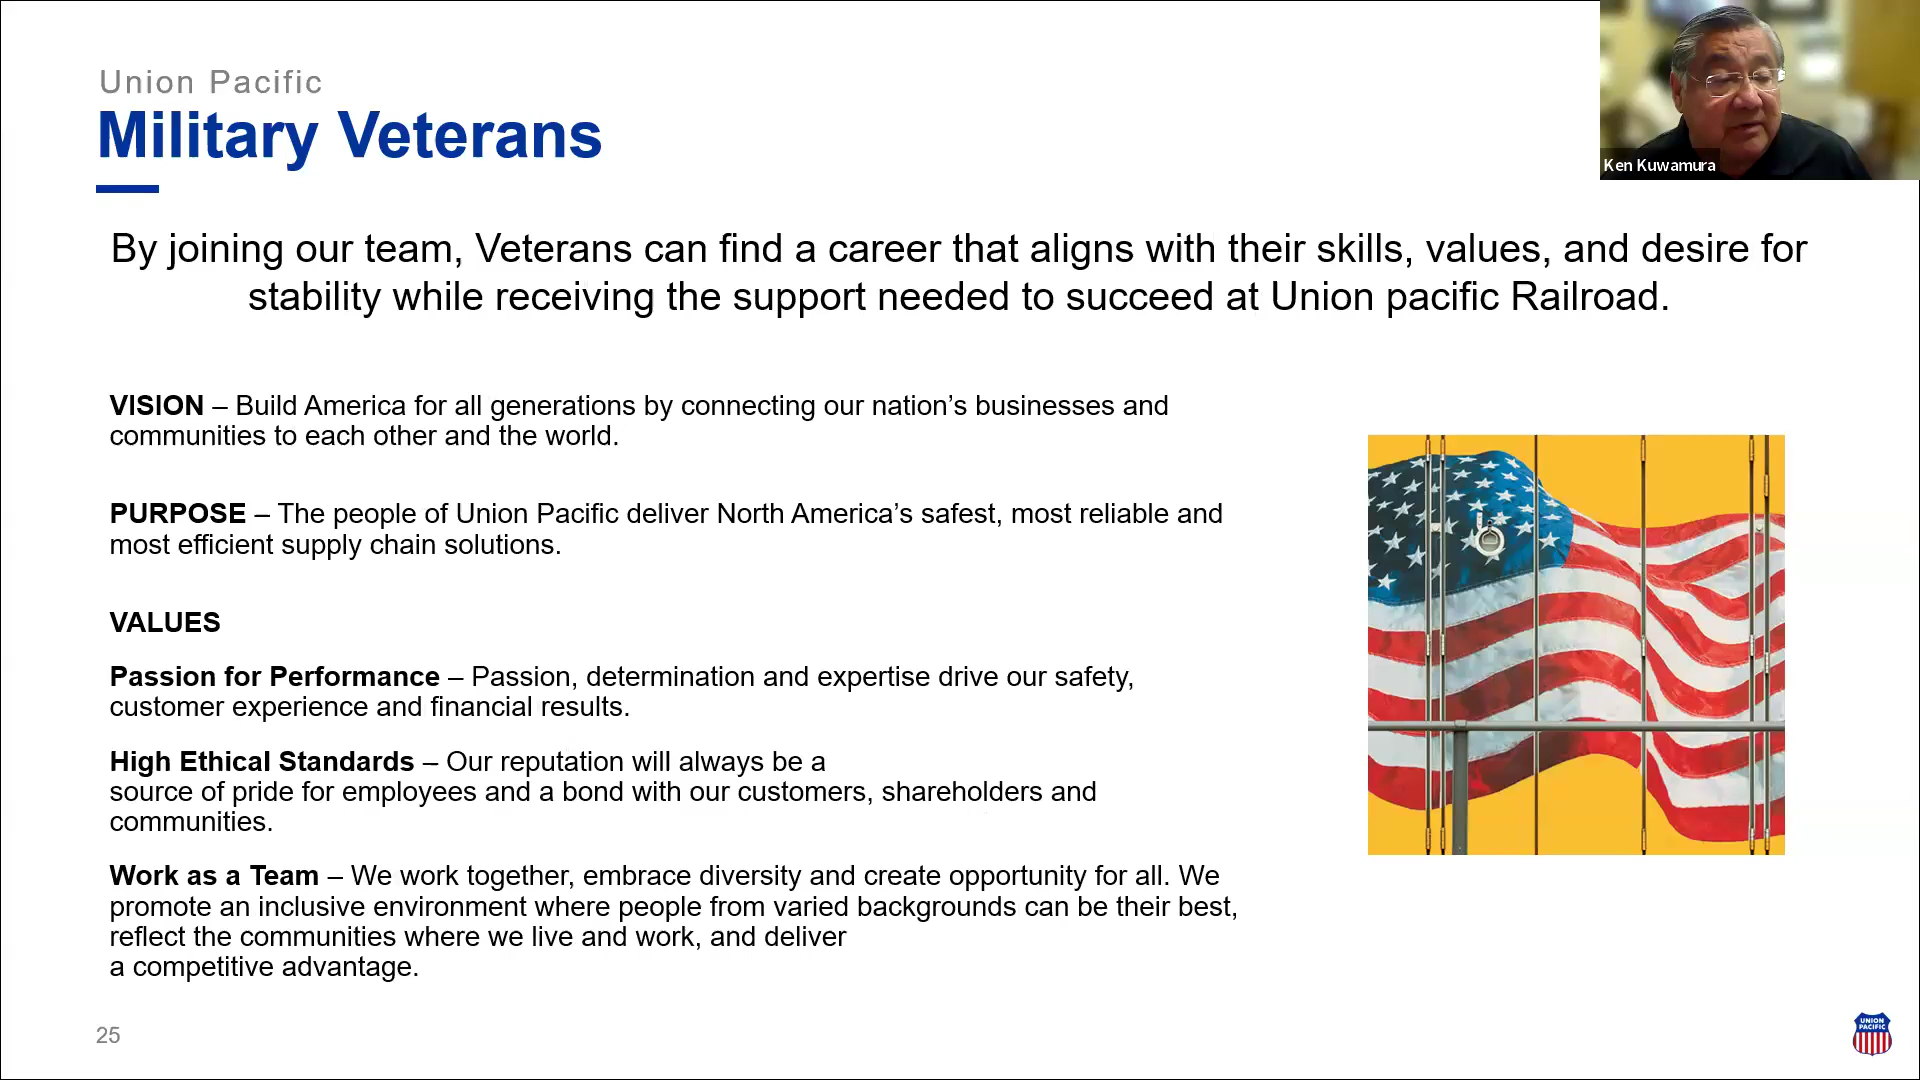 Union Pacific
Military Veterans
Ken Kuwamura
By joining our team, Veterans can find a career that aligns with their skills, values, and desire for
stability while receiving the support needed to succeed at Union pacific Railroad.
VISION – Build America for all generations by connecting our nation’s businesses and
communities to each other and the world.
PURPOSE – The people of Union Pacific deliver North America’s safest, most reliable and
most efficient supply chain solutions.
VALUES
Passion for Performance – Passion, determination and expertise drive our safety,
customer experience and financial results.
High Ethical Standards – Our reputation will always be a
source of pride for employees and a bond with our customers, shareholders and
communities.
Work as a Team – We work together, embrace diversity and create opportunity for all. We
promote an inclusive environment where people from varied backgrounds can be their best,
reflect the communities where we live and work, and deliver
a competitive advantage.
25
UNION
PACIFIC